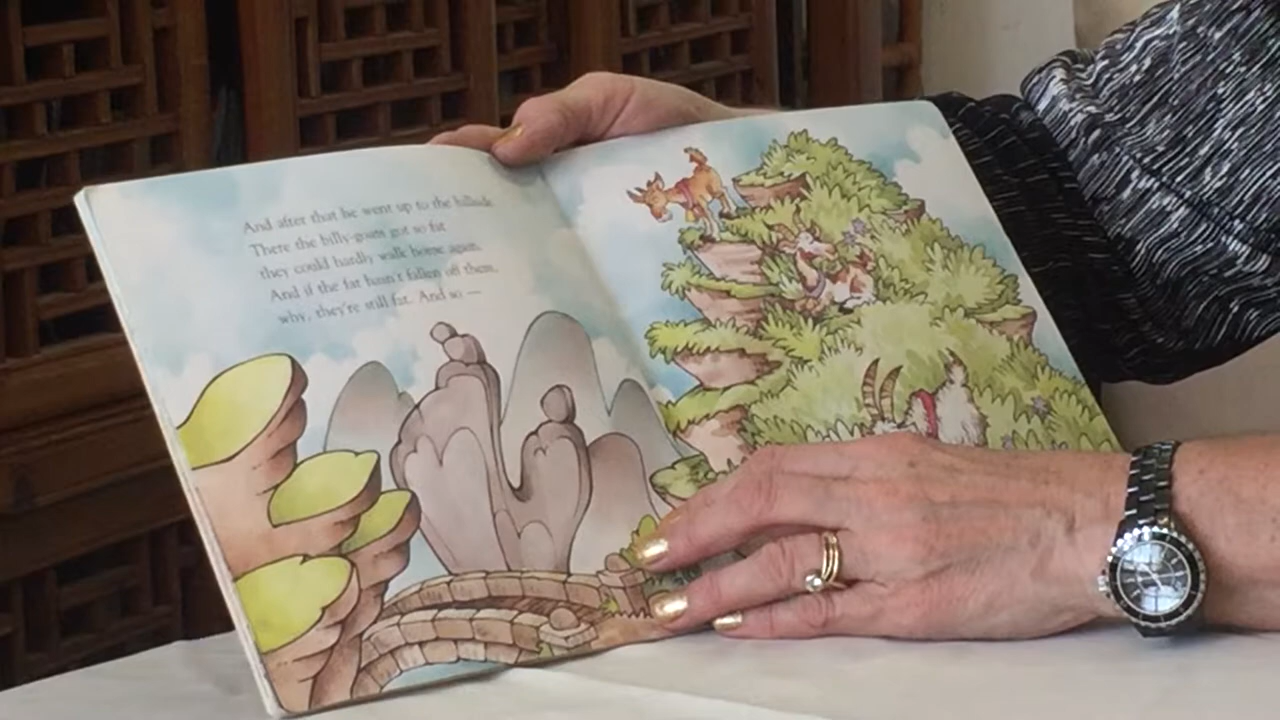 And after that he went up to the hillside
There the billy-goats got so fat
they could hardly walk home again.
And if the fat hasn't fallen off them,
why, they're still fat. And so —